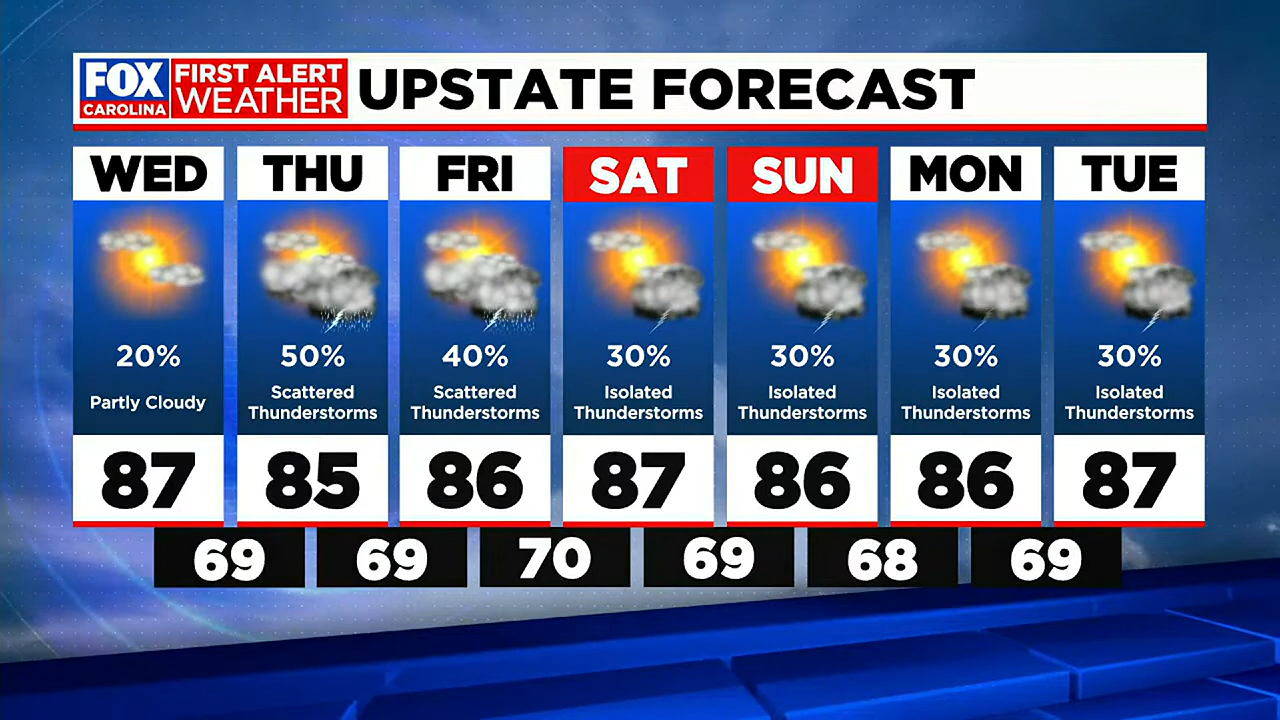 FOX
CAROLINA
FIRST ALERT
WEATHER
UPSTATE FORECAST
WED
20%
Partly Cloudy
87
THU
50%
Scattered
Thunderstorms
85
FRI
40%
Scattered
Thunderstorms
86
SAT
30%
Isolated
Thunderstorms
87
SUN
30%
Isolated
Thunderstorms
86
MON
30%
Isolated
Thunderstorms
86
TUE
30%
Isolated
Thunderstorms
87
69
69
70
69
68
69